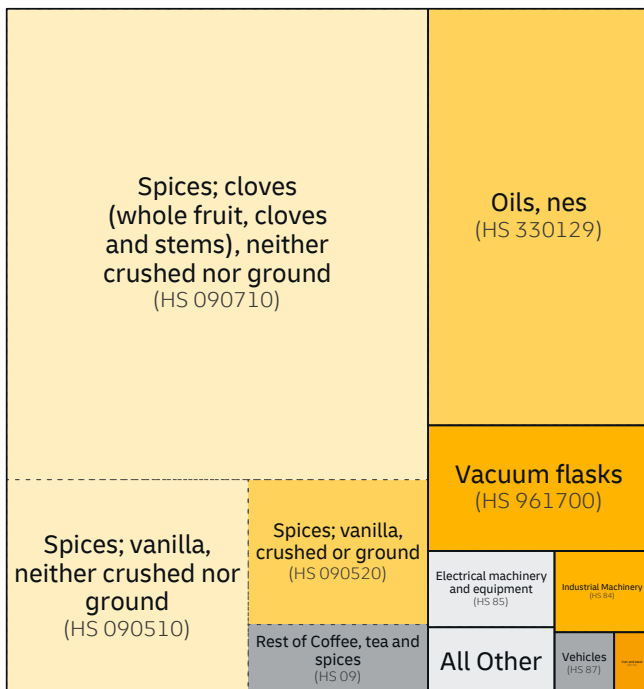 Spices; cloves
(whole fruit, cloves
and stems), neither
crushed nor ground
(HS 090710)
Oils, nes
(HS 330129)
Vacuum flasks
(HS 961700)
Spices; vanilla,
neither crushed nor
ground
(HS 090510)
Spices; vanilla,
crushed or ground
(HS 090520)
Rest of Coffee, tea and
spices
(HS 09)
Electrical machinery
and equipment
(HS 85)
Industrial Machinery
(HS 84)
All Other
Vehicles
(HS 87)